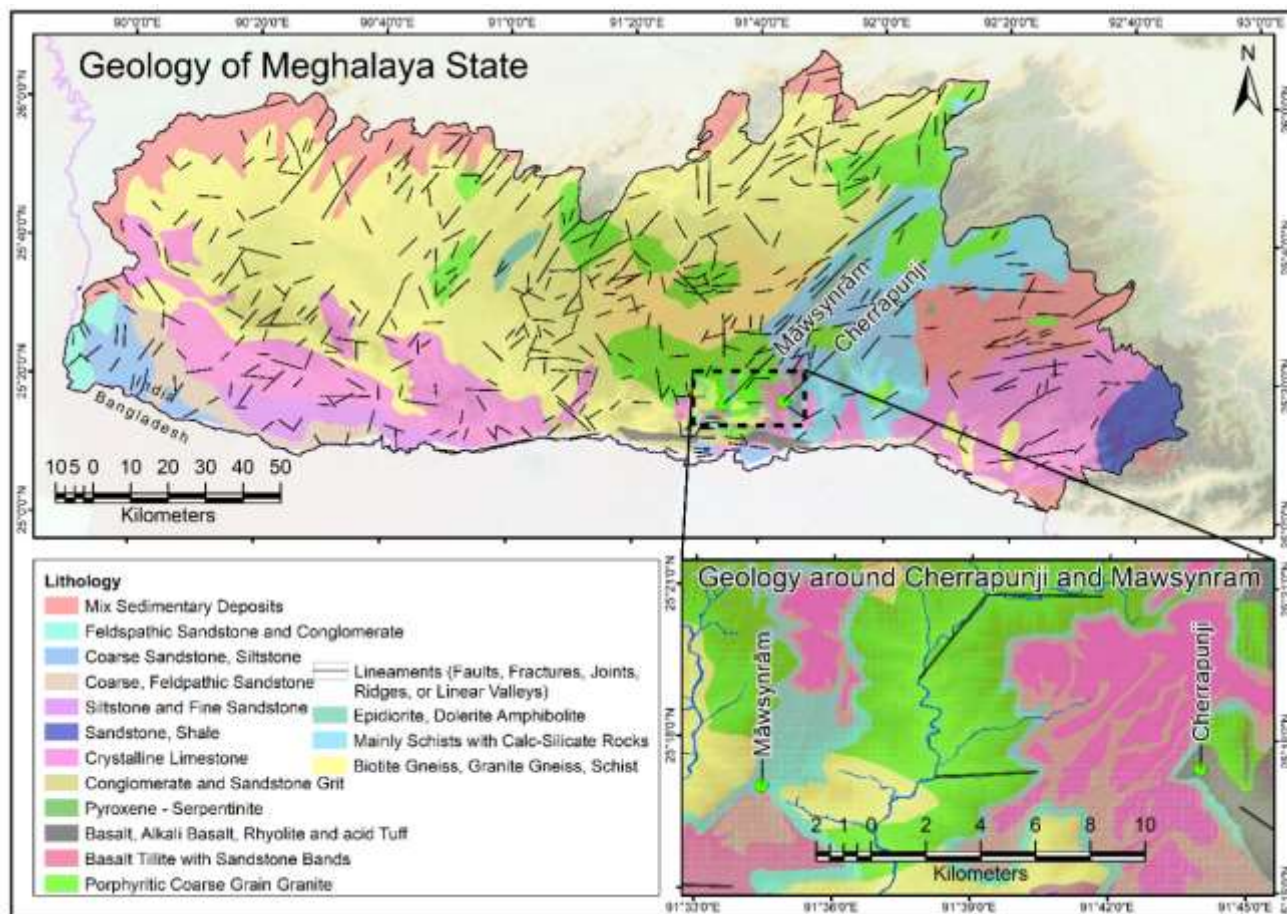 90°0'0"E 90°20'0"E 90°40'0"E 91°0'0"E 91°20'0"E 91°40'0"E 92°0'0"E 92°20'0"E 92°40'0"E 93°0'0"E
Geology of Meghalaya State
N
26°0'0"N
25°40'0"N
25°20'0"N
25°0'0"N
Māwsynrām
Cherrapunji
India
Bangladesh
10 5 0 10 20 30 40 50
Kilometers
Lithology
Mix Sedimentary Deposits
Feldspathic Sandstone and Conglomerate
Coarse Sandstone, Siltstone
Coarse, Feldpathic Sandstone
Siltstone and Fine Sandstone
Sandstone, Shale
Crystalline Limestone
Conglomerate and Sandstone Grit
Pyroxene - Serpentinite
Basalt, Alkali Basalt, Rhyolite and acid Tuff
Basalt Tillite with Sandstone Bands
Porphyritic Coarse Grain Granite
Lineaments (Faults, Fractures, Joints,
Ridges, or Linear Valleys)
Epidiorite, Dolerite Amphibolite
Mainly Schists with Calc-Silicate Rocks
Biotite Gneiss, Granite Gneiss, Schist
Geology around Cherrapunji and Mawsynram
Māwsynrām
Cherrapunji
2 1 0 2 4 6 8 10
Kilometers
91°33'0"E 91°36'0"E 91°39'0"E 91°42'0"E 91°45'0"E